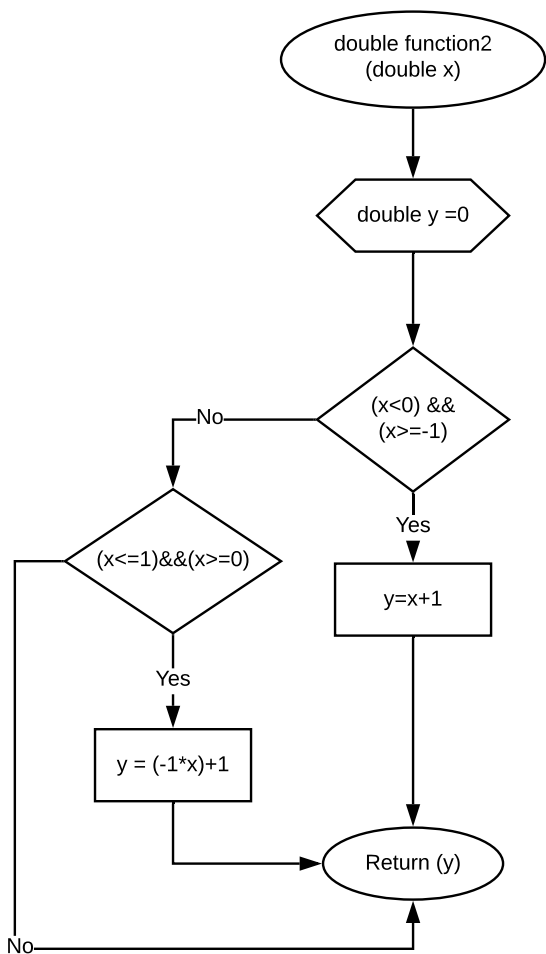 double function2
(double x)
double y =0
(x<0) &&
(x>=-1)
No
Yes
(x<=1)&&(x>=0)
y=x+1
Yes
y = (-1*x)+1
Return (y)
No